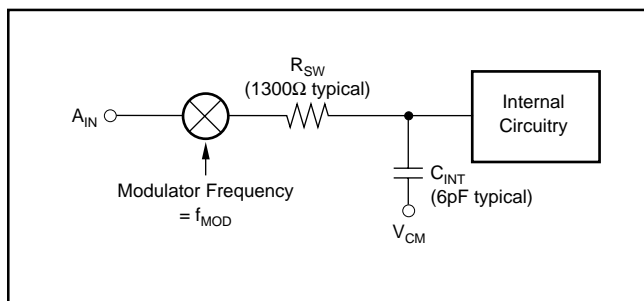 R_SW
(1300Ω typical)
A_IN
Internal
Circuitry
Modulator Frequency
= f_MOD
C_INT
(6pF typical)
V_CM